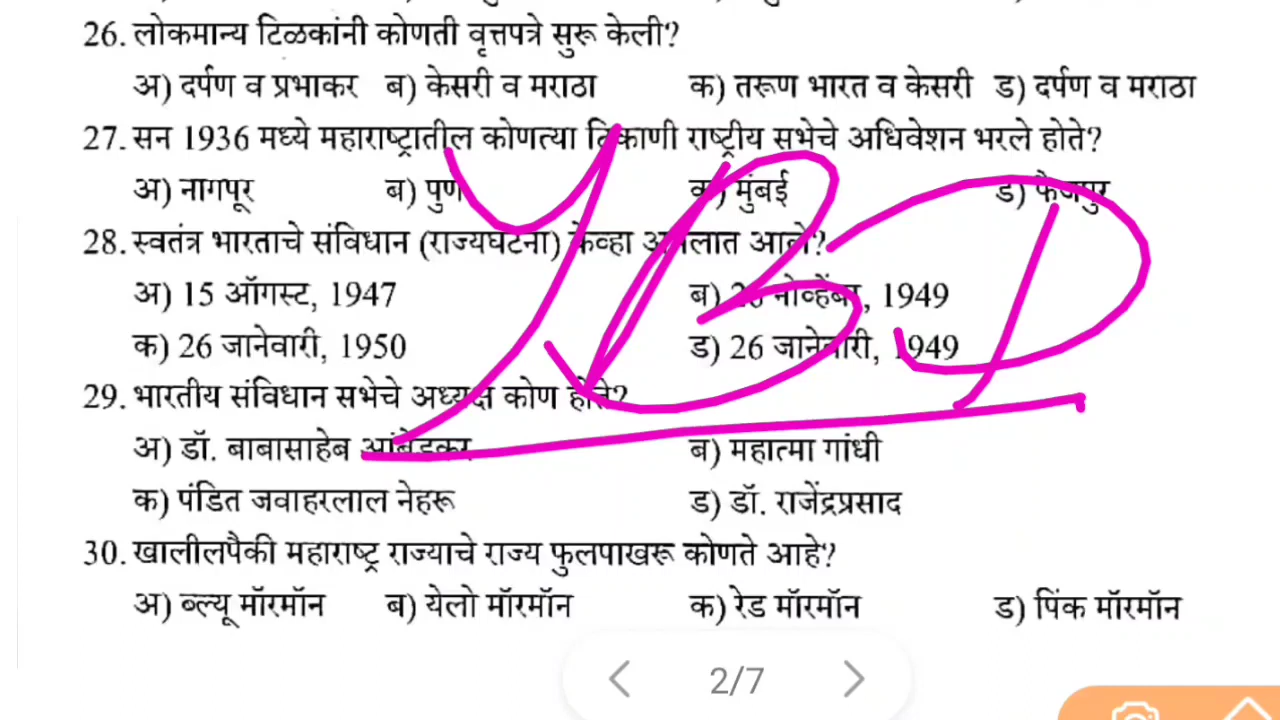 26. लोकमान्य टिळकांनी कोणती वृत्तपत्रे सुरू केली?
अ) दर्पण व प्रभाकर ब) केसरी व मराठा क) तरूण भारत व केसरी ड) दर्पण व मराठा
27. सन 1936 मध्ये महाराष्ट्रातील कोणत्या ठिकाणी राष्ट्रीय सभेचे अधिवेशन भरले होते?
अ) नागपूर ब) पुणे क) मुंबई ड) फैजपुर
28. स्वतंत्र भारताचे संविधान (राज्यघटना) केव्हा अमलात आले?
अ) 15 ऑगस्ट, 1947 ब) 26 नोव्हेंबर, 1949
क) 26 जानेवारी, 1950 ड) 26 जानेवारी, 1949
29. भारतीय संविधान सभेचे अध्यक्ष कोण होते?
अ) डॉ. बाबासाहेब आंबेडकर ब) महात्मा गांधी
क) पंडित जवाहरलाल नेहरू ड) डॉ. राजेंद्रप्रसाद
30. खालीलपैकी महाराष्ट्र राज्याचे राज्य फुलपाखरू कोणते आहे?
अ) ब्ल्यू मॉरमॉन ब) येलो मॉरमॉन क) रेड मॉरमॉन ड) पिंक मॉरमॉन
2/7